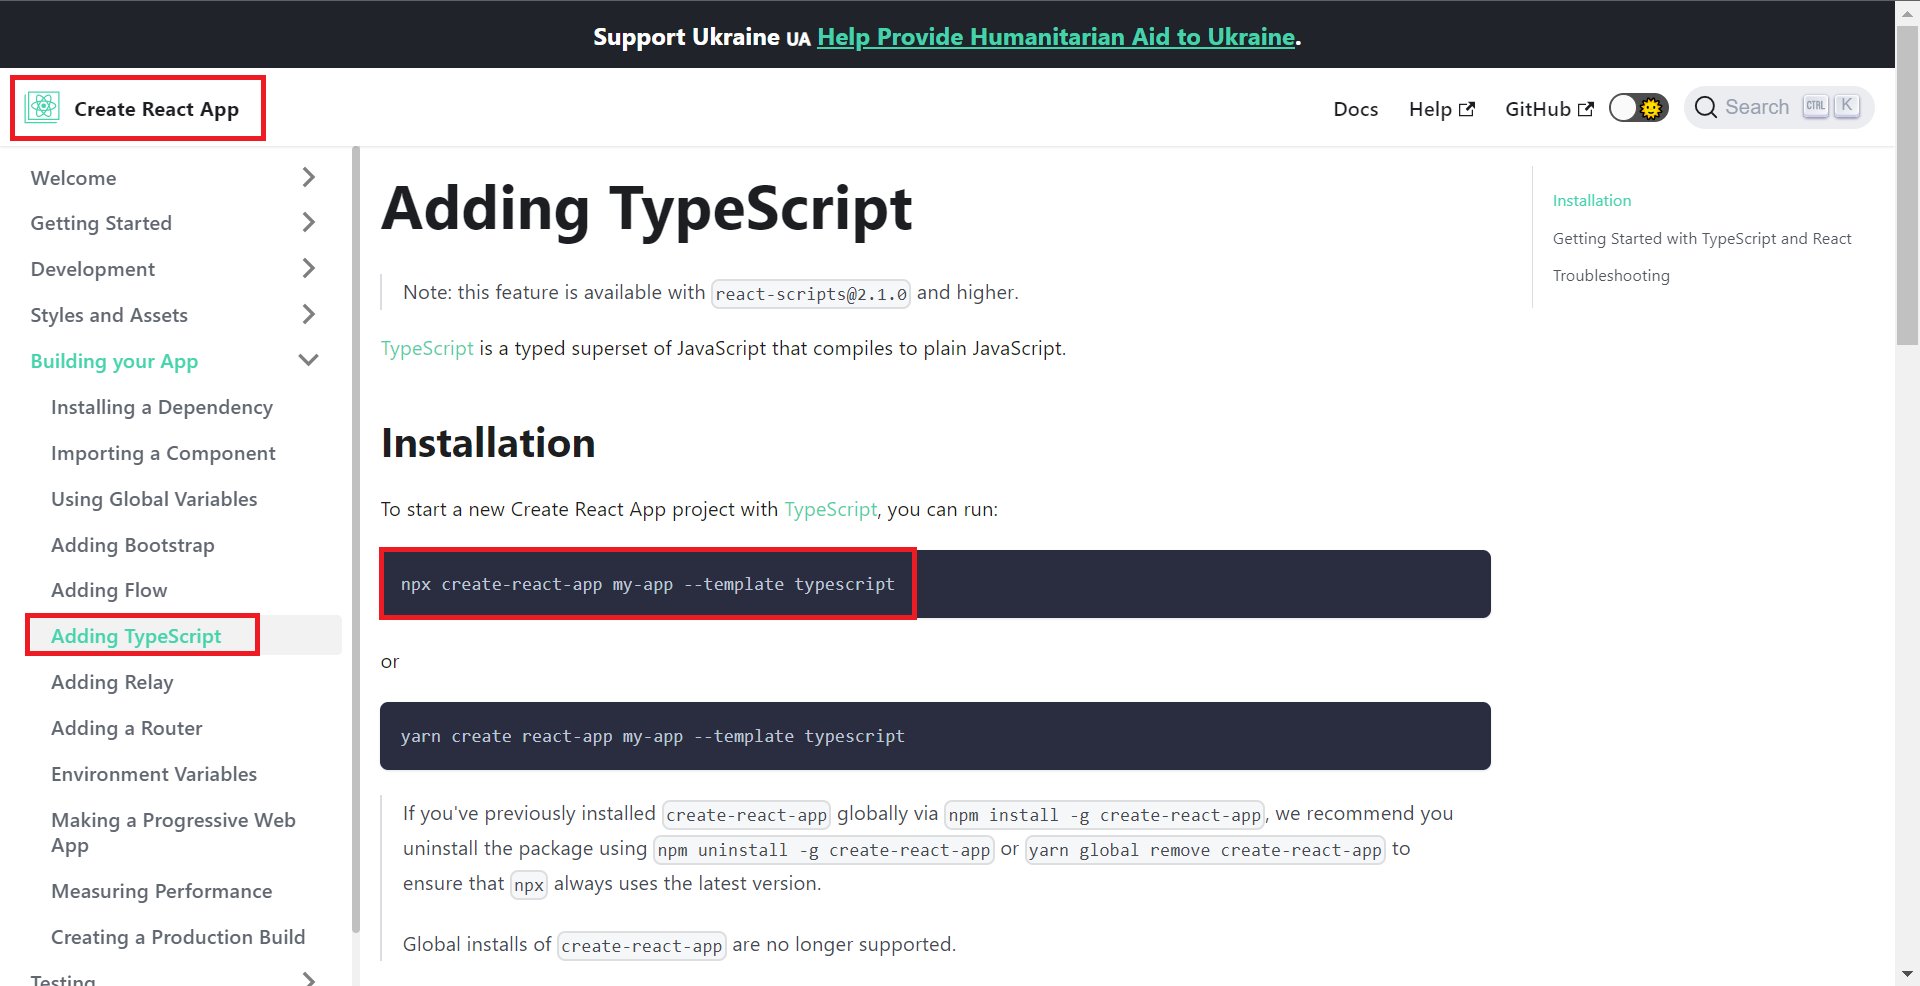 Support Ukraine UA Help Provide Humanitarian Aid to Ukraine.
Create React App
Docs
Help
GitHub
Search
CTRL
K
Welcome
Getting Started
Development
Styles and Assets
Building your App
Installing a Dependency
Importing a Component
Using Global Variables
Adding Bootstrap
Adding Flow
Adding TypeScript
Adding Relay
Adding a Router
Environment Variables
Making a Progressive Web
App
Measuring Performance
Creating a Production Build
Testing
Adding TypeScript
Note: this feature is available with react-scripts@2.1.0 and higher.
TypeScript is a typed superset of JavaScript that compiles to plain JavaScript.
Installation
To start a new Create React App project with TypeScript, you can run:
npx create-react-app my-app --template typescript
or
yarn create react-app my-app --template typescript
If you've previously installed create-react-app globally via npm install -g create-react-app, we recommend you
uninstall the package using npm uninstall -g create-react-app or yarn global remove create-react-app to
ensure that npx always uses the latest version.
Global installs of create-react-app are no longer supported.
Installation
Getting Started with TypeScript and React
Troubleshooting